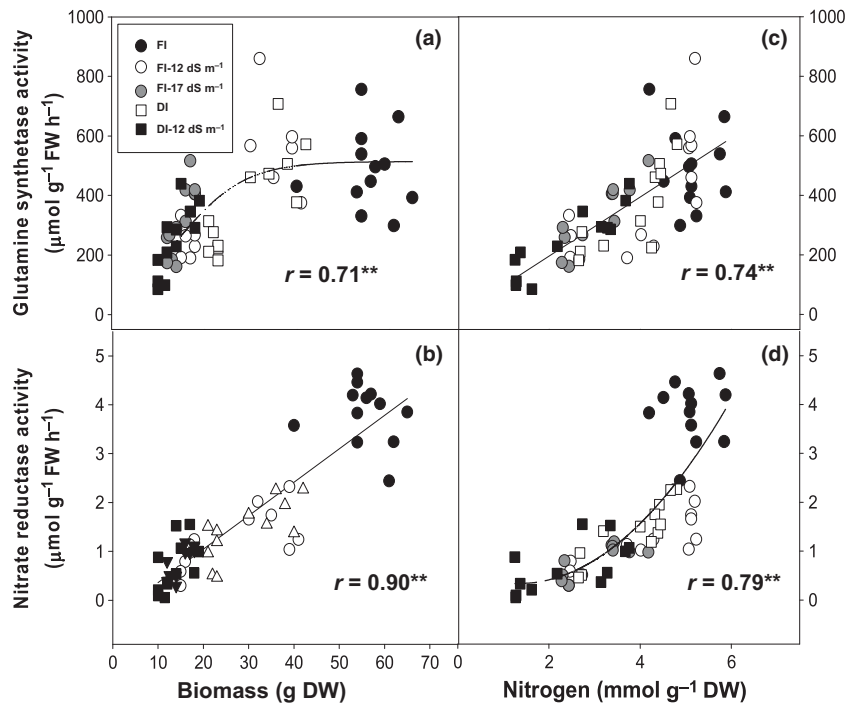 1000
800
600
400
200
0
Glutamine synthetase activity
(µmol g⁻¹ FW h⁻¹)
FI
FI-12 dS m⁻¹
FI-17 dS m⁻¹
DI
DI-12 dS m⁻¹
(a)
r = 0.71**
(c)
r = 0.74**
1000
800
600
400
200
0
5
4
3
2
1
0
Nitrate reductase activity
(µmol g⁻¹ FW h⁻¹)
(b)
r = 0.90**
(d)
r = 0.79**
5
4
3
2
1
0
0 10 20 30 40 50 60 70 0 2 4 6
Biomass (g DW) Nitrogen (mmol g⁻¹ DW)